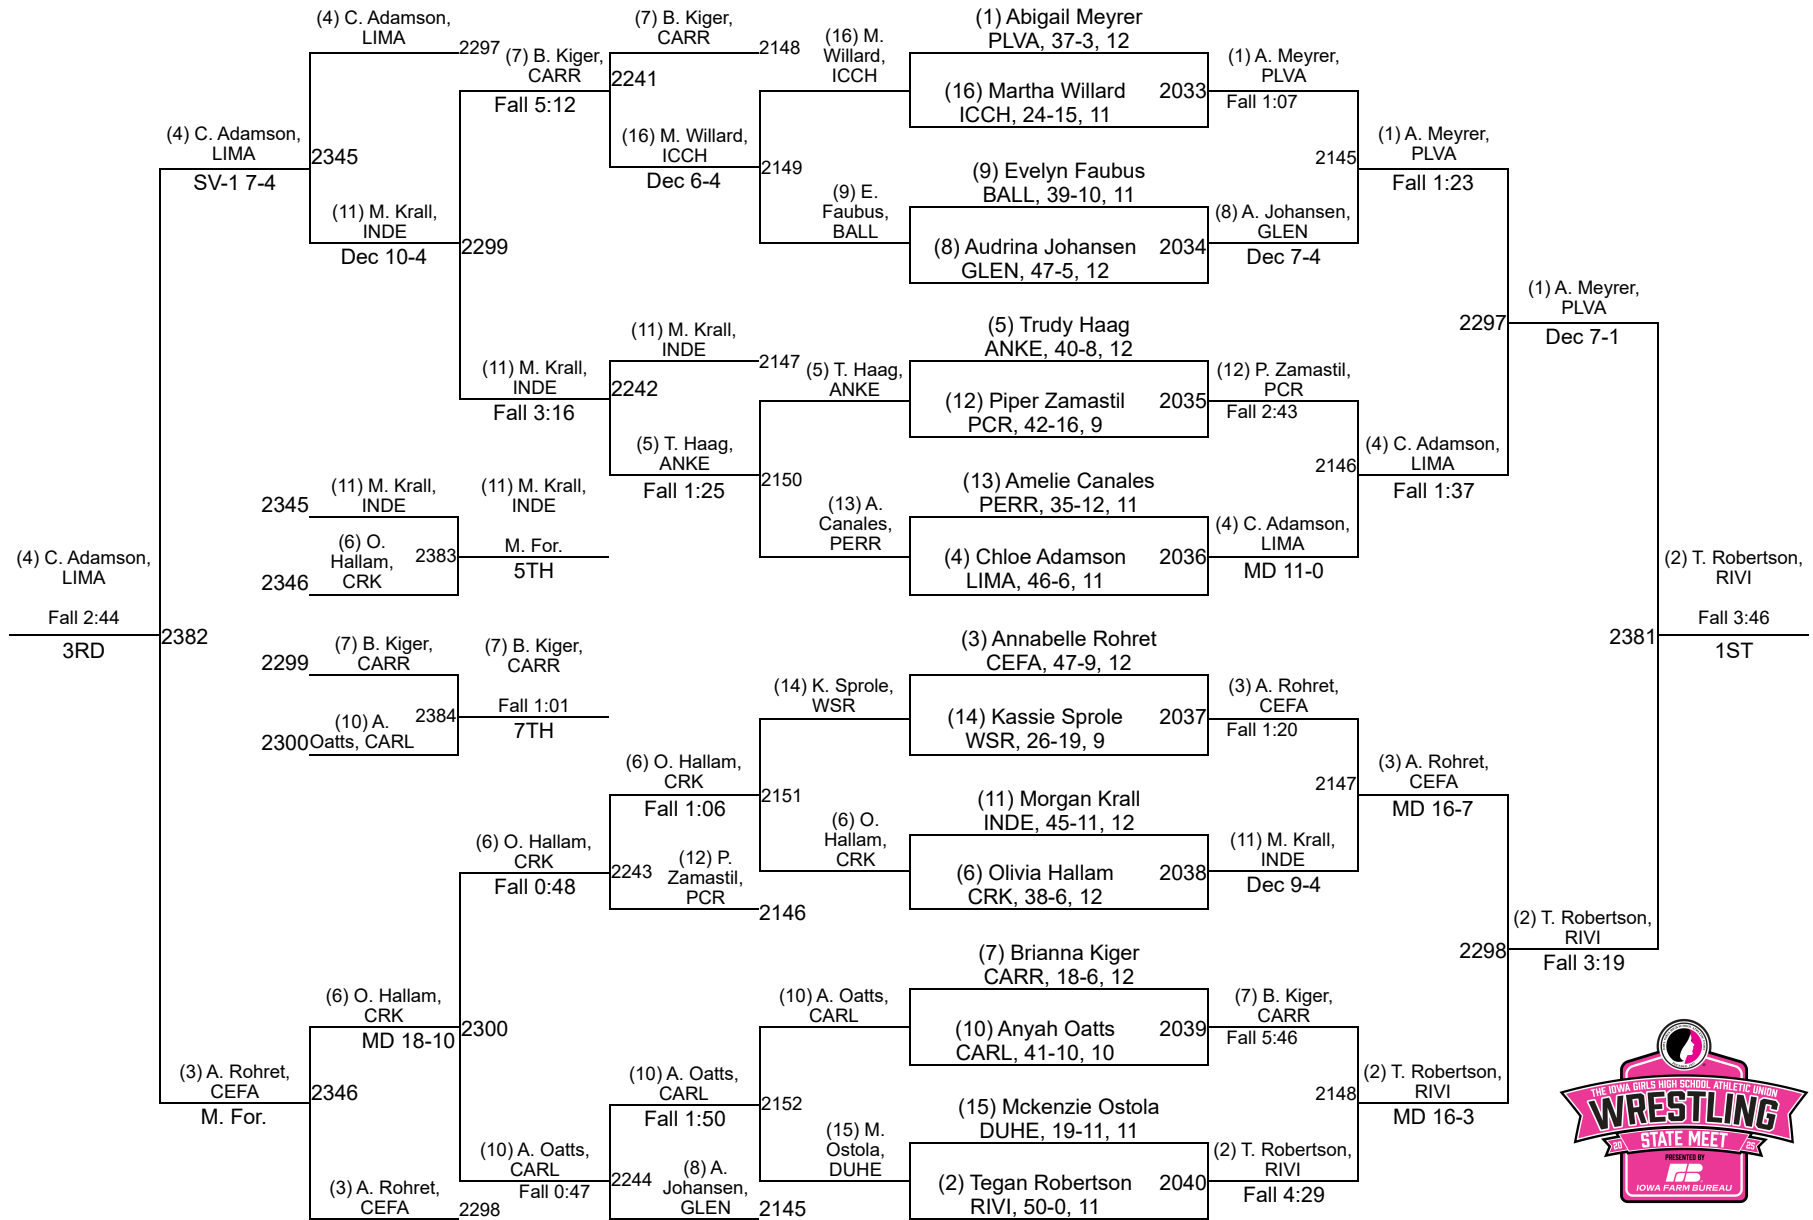 (4) C. Adamson,
LIMA
2297
(7) B. Kiger,
CARR
Fall 5:12
(7) B. Kiger,
CARR
2148
2241
(16) M. Willard,
ICCH
Dec 6-4
(16) M.
Willard,
ICCH
2149
(9) E.
Faubus,
BALL
(4) C. Adamson,
LIMA
SV-1 7-4
2345
(11) M. Krall,
INDE
Dec 10-4
2299
(11) M. Krall,
INDE
Fall 3:16
(11) M. Krall,
INDE
2147
2242
(5) T. Haag,
ANKE
Fall 1:25
(5) T. Haag,
ANKE
2150
(13) A.
Canales,
PERR
2345
(11) M. Krall,
INDE
(11) M. Krall,
INDE
(6) O.
Hallam,
CRK
2383
M. For.
5TH
2346
(4) C. Adamson,
LIMA
Fall 2:44
3RD
2382
2299
(7) B. Kiger,
CARR
(7) B. Kiger,
CARR
2384
Fall 1:01
7TH
2300
(10) A.
Oatts, CARL
(14) K. Sprole,
WSR
(6) O. Hallam,
CRK
Fall 1:06
2151
(6) O.
Hallam,
CRK
(6) O. Hallam,
CRK
Fall 0:48
2243
(12) P.
Zamastil,
PCR
2146
(6) O. Hallam,
CRK
MD 18-10
2300
(10) A. Oatts,
CARL
(3) A. Rohret,
CEFA
M. For.
2346
(10) A. Oatts,
CARL
Fall 1:50
2152
(15) M.
Ostola,
DUHE
(10) A. Oatts,
CARL
Fall 0:47
2244
(8) A.
Johansen,
GLEN
2145
(3) A. Rohret,
CEFA
2298
(1) Abigail Meyrer
PLVA, 37-3, 12
(16) Martha Willard
ICCH, 24-15, 11
2033
(1) A. Meyrer,
PLVA
Fall 1:07
(9) Evelyn Faubus
BALL, 39-10, 11
(8) Audrina Johansen
GLEN, 47-5, 12
2034
(8) A. Johansen,
GLEN
Dec 7-4
2145
(1) A. Meyrer,
PLVA
Fall 1:23
(5) Trudy Haag
ANKE, 40-8, 12
(12) Piper Zamastil
PCR, 42-16, 9
2035
(12) P. Zamastil,
PCR
Fall 2:43
(13) Amelie Canales
PERR, 35-12, 11
(4) Chloe Adamson
LIMA, 46-6, 11
2036
(4) C. Adamson,
LIMA
MD 11-0
2146
(4) C. Adamson,
LIMA
Fall 1:37
2297
(1) A. Meyrer,
PLVA
Dec 7-1
(3) Annabelle Rohret
CEFA, 47-9, 12
(14) Kassie Sprole
WSR, 26-19, 9
2037
(3) A. Rohret,
CEFA
Fall 1:20
(11) Morgan Krall
INDE, 45-11, 12
(6) Olivia Hallam
CRK, 38-6, 12
2038
(11) M. Krall,
INDE
Dec 9-4
2147
(3) A. Rohret,
CEFA
MD 16-7
(7) Brianna Kiger
CARR, 18-6, 12
(10) Anyah Oatts
CARL, 41-10, 10
2039
(7) B. Kiger,
CARR
Fall 5:46
(15) Mckenzie Ostola
DUHE, 19-11, 11
(2) Tegan Robertson
RIVI, 50-0, 11
2040
(2) T. Robertson,
RIVI
Fall 4:29
2148
(2) T. Robertson,
RIVI
MD 16-3
2298
(2) T. Robertson,
RIVI
Fall 3:19
2381
(2) T. Robertson,
RIVI
Fall 3:46
1ST
THE IOWA GIRLS HIGH SCHOOL ATHLETIC UNION
WRESTLING
20 STATE MEET 25
PRESENTED BY
FB
IOWA FARM BUREAU